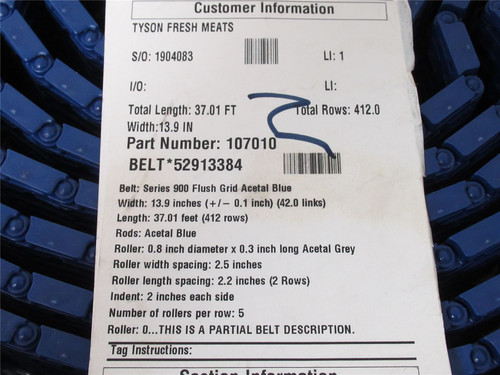 Customer Information
TYSON FRESH MEATS
S/O: 1904083 LI: 1
I/O: LI:
Total Length: 37.01 FT Total Rows: 412.0
Width:13.9 IN
Part Number: 107010
BELT*52913384
Belt: Series 900 Flush Grid Acetal Blue
Width: 13.9 inches (+/- 0.1 inch) (42.0 links)
Length: 37.01 feet (412 rows)
Rods: Acetal Blue
Roller: 0.8 inch diameter x 0.3 inch long Acetal Grey
Roller width spacing: 2.5 inches
Roller length spacing: 2.2 inches (2 Rows)
Indent: 2 inches each side
Number of rollers per row: 5
Roller: 0...THIS IS A PARTIAL BELT DESCRIPTION.
Tag Instructions:
Section Information